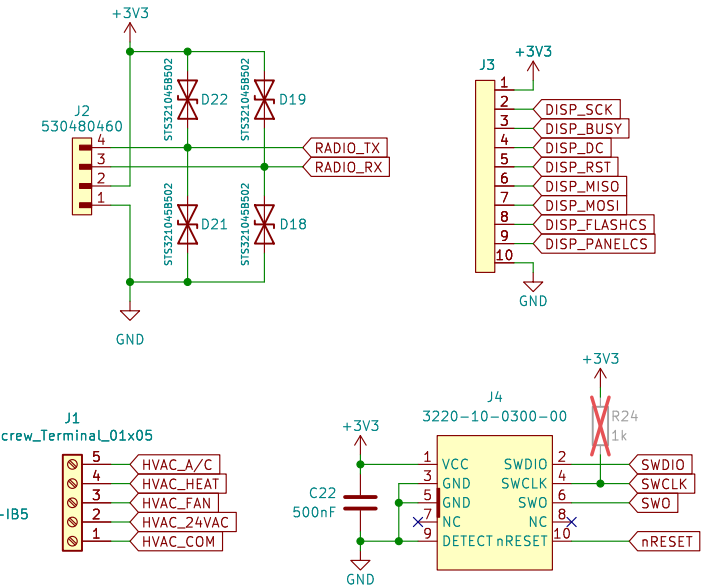 +3V3
STS321045B502
D22
STS321045B502
D19
J2
530480460
4
3
2
1
RADIO_TX
RADIO_RX
STS321045B502
D21
STS321045B502
D18
GND
+3V3
J3
1
2
3
4
5
6
7
8
9
10
DISP_SCK
DISP_BUSY
DISP_DC
DISP_RST
DISP_MISO
DISP_MOSI
DISP_FLASHCS
DISP_PANELCS
GND
J1
crew_Terminal_01x05
-IB5
5
4
3
2
1
HVAC_A/C
HVAC_HEAT
HVAC_FAN
HVAC_24VAC
HVAC_COM
+3V3
C22
500nF
GND
J4
3220-10-0300-00
1 VCC SWDIO 2
3 GND SWCLK 4
5 GND SWO 6
7 NC NC 8
9 DETECT nRESET 10
+3V3
R24
1k
SWDIO
SWCLK
SWO
nRESET